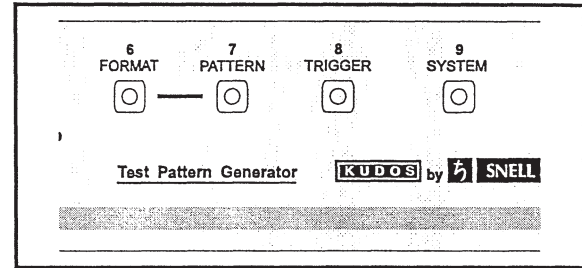 6 7 8 9
FORMAT PATTERN TRIGGER SYSTEM
Test Pattern Generator KUDOS by SNELL